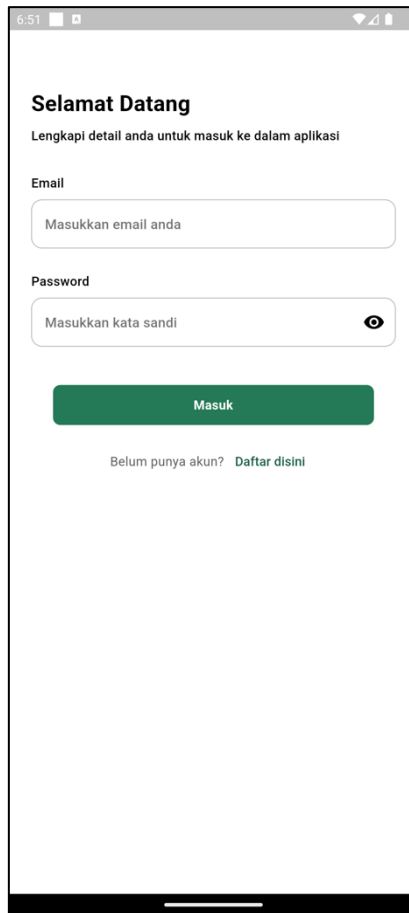 6:51
Selamat Datang
Lengkapi detail anda untuk masuk ke dalam aplikasi
Email
Masukkan email anda
Password
Masukkan kata sandi
Masuk
Belum punya akun? Daftar disini